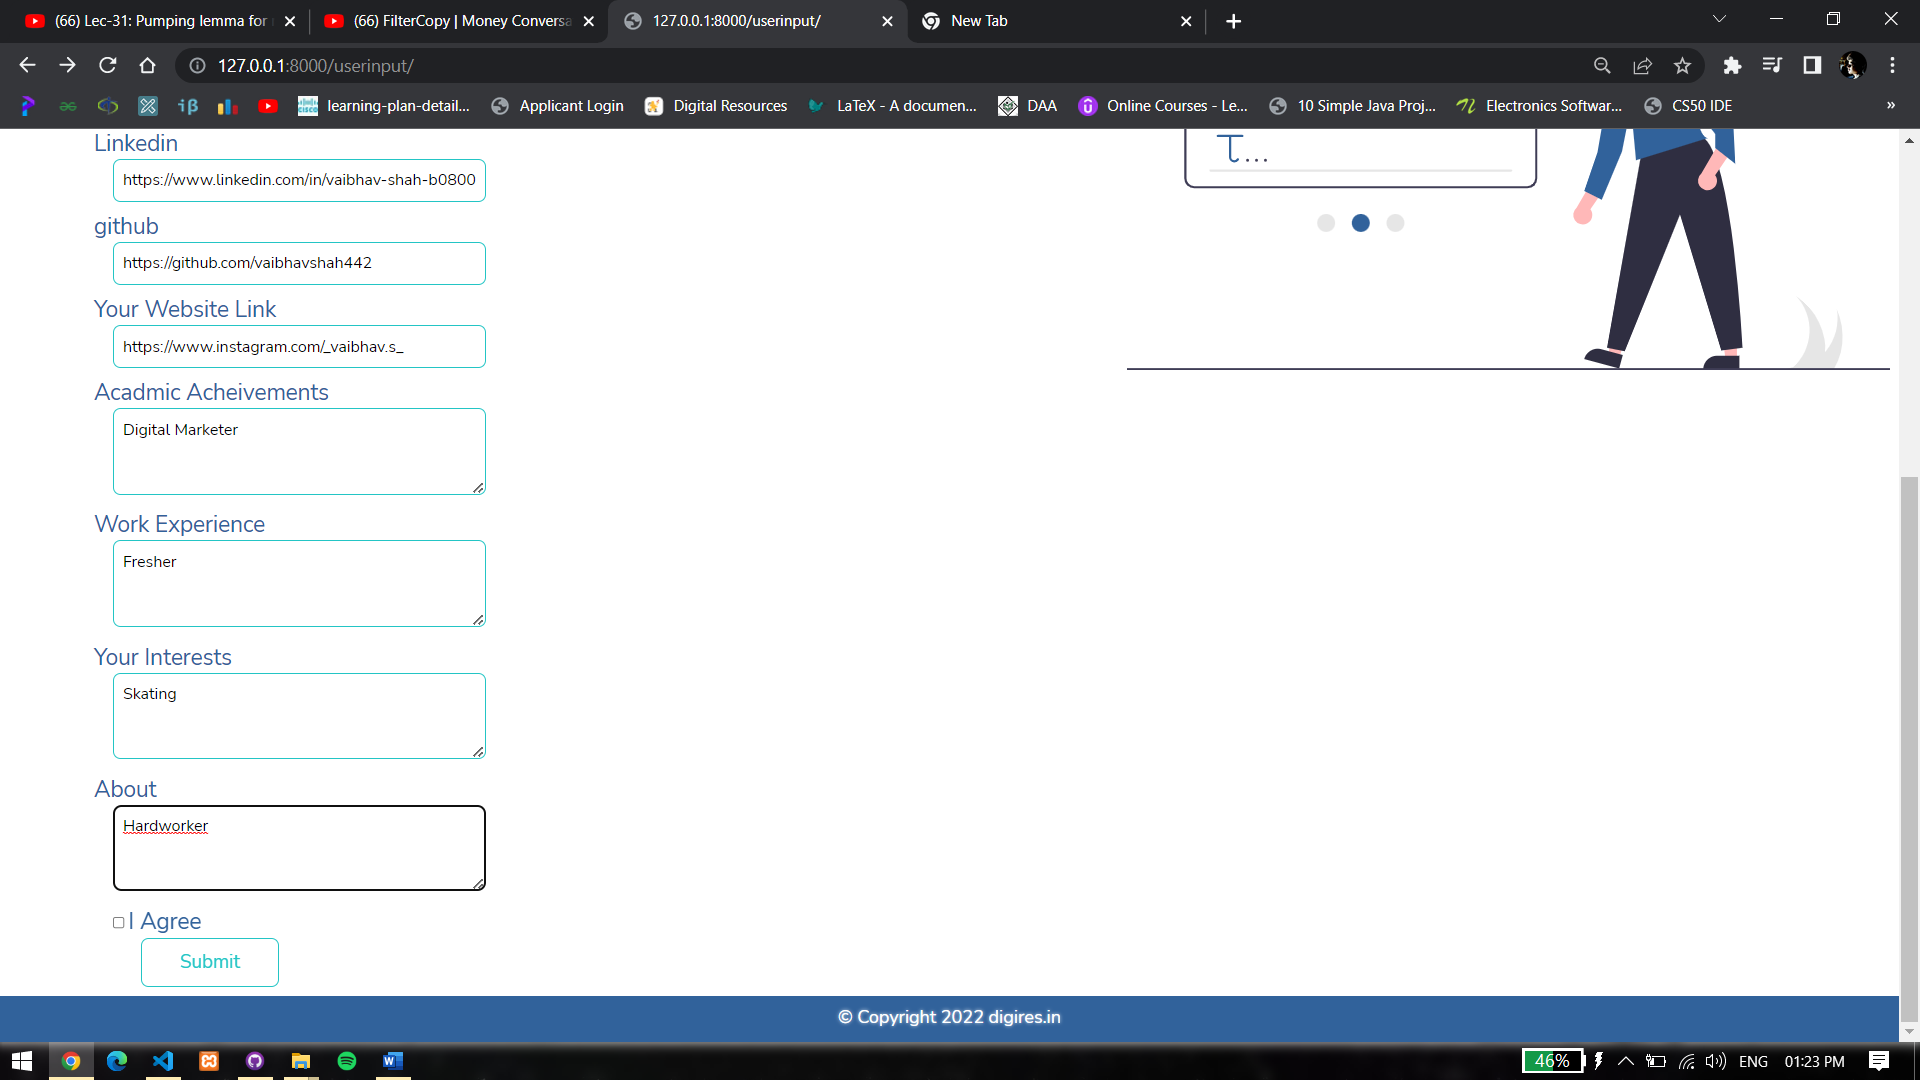 (66) Lec-31: Pumping lemma for
(66) FilterCopy | Money Conversa
127.0.0.1:8000/userinput/
New Tab
127.0.0.1:8000/userinput/
learning-plan-detail...
Applicant Login
Digital Resources
LaTeX - A documen...
DAA
Online Courses - Le...
10 Simple Java Proj...
Electronics Softwar...
CS50 IDE
»
Linkedin
https://www.linkedin.com/in/vaibhav-shah-b0800
github
https://github.com/vaibhavshah442
Your Website Link
https://www.instagram.com/_vaibhav.s_
Acadmic Acheivements
Digital Marketer
Work Experience
Fresher
Your Interests
Skating
About
Hardworker
I Agree
Submit
© Copyright 2022 digires.in
46%
ENG
01:23 PM